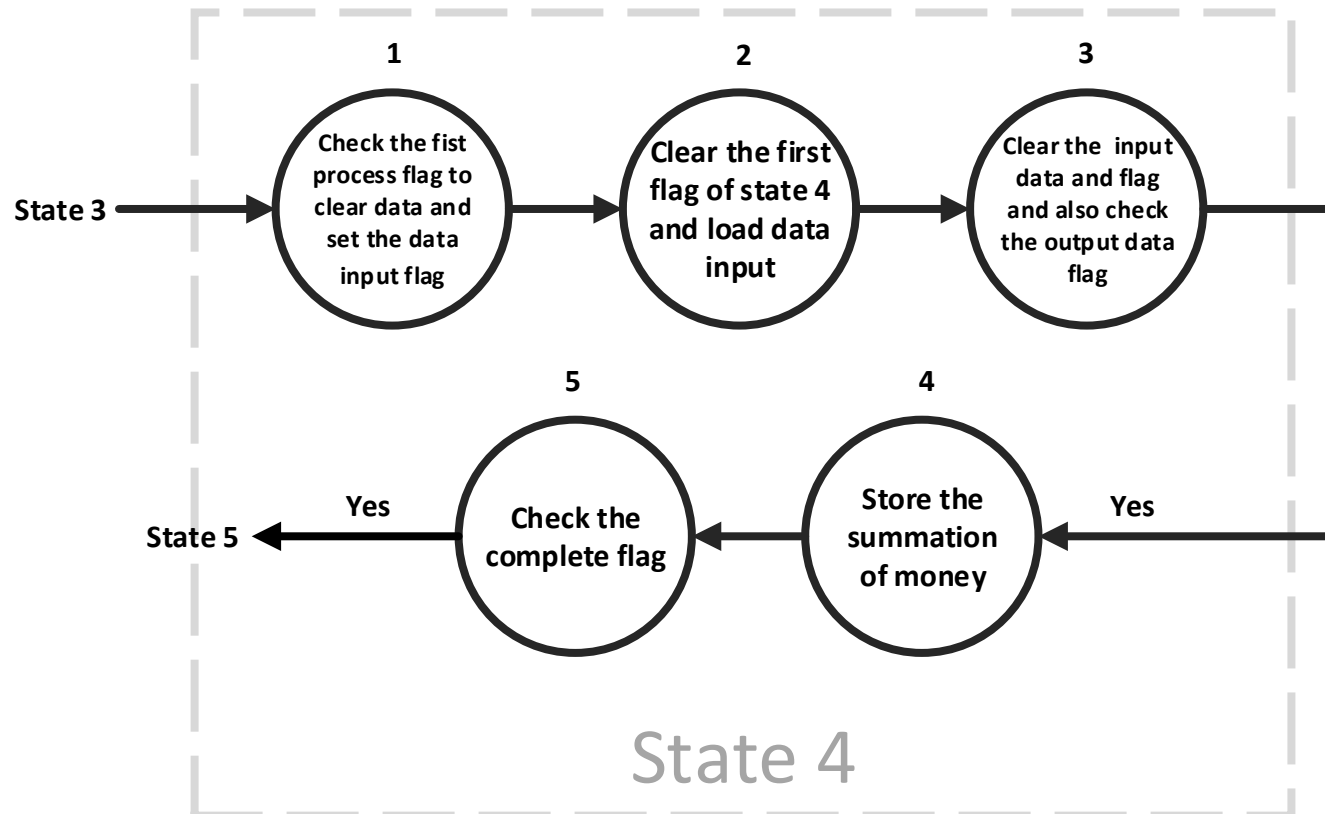 1
2
3
Check the fist
process flag to
clear data and
set the data
input flag
Clear the first
flag of state 4
and load data
input
Clear the input
data and flag
and also check
the output data
flag
State 3
5
4
State 5
Yes
Check the
complete flag
Store the
summation
of money
Yes
State 4